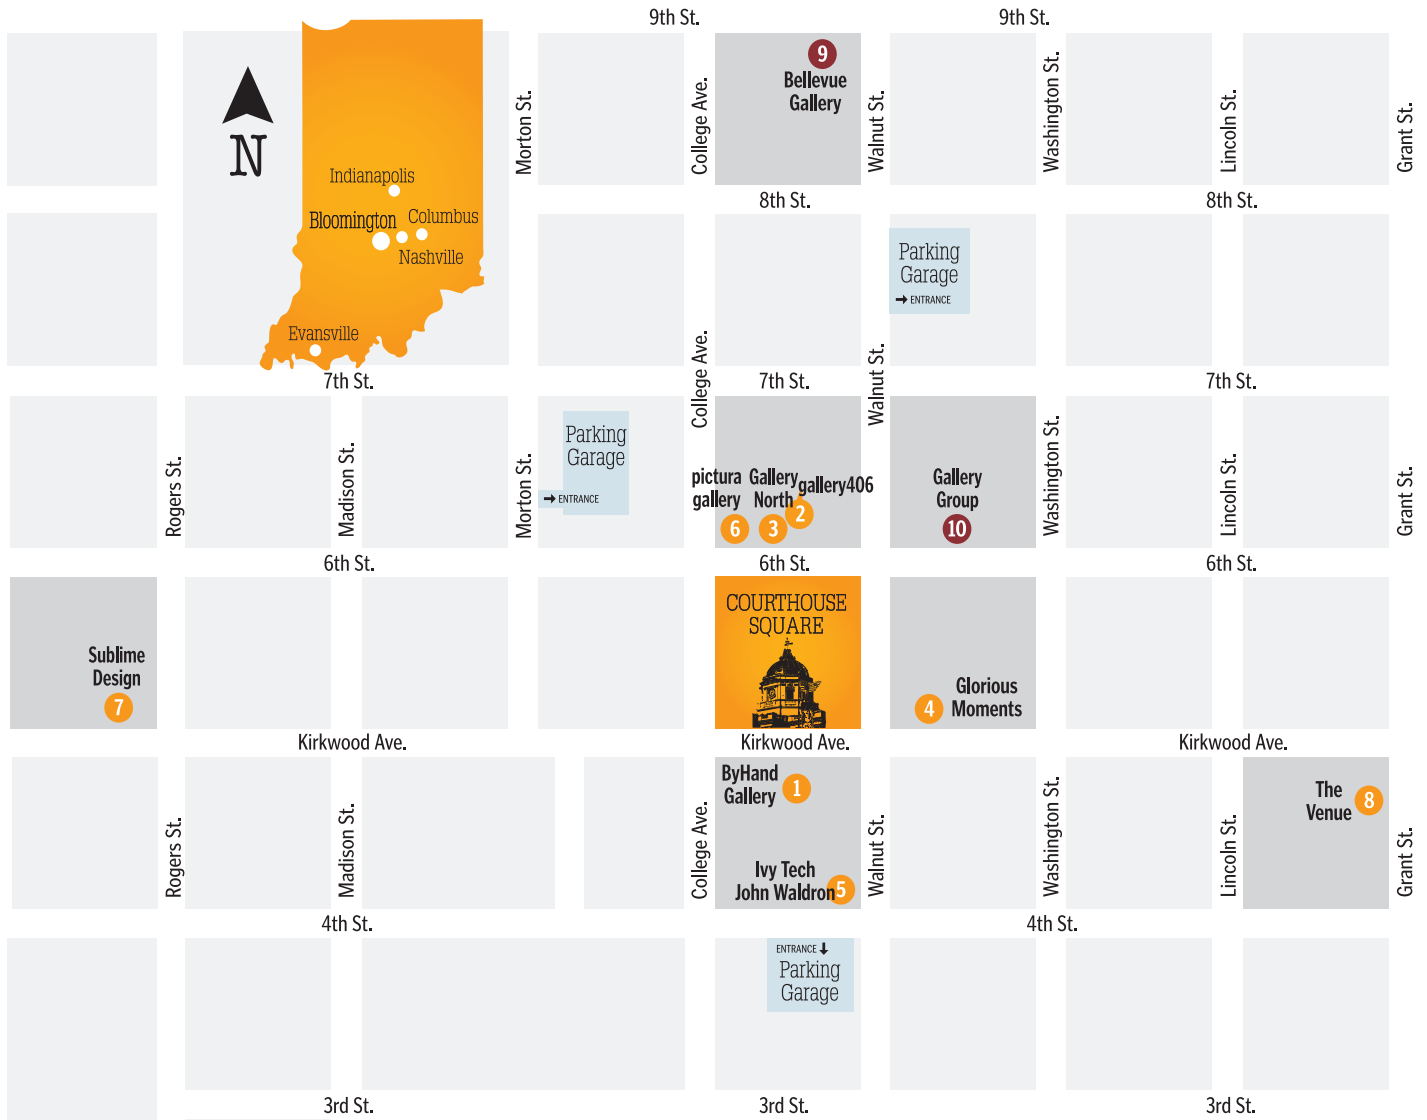 9th St.
9th St.
9
Bellevue
Gallery
N
Morton St.
College Ave.
Walnut St.
Washington St.
Lincoln St.
Grant St.
Indianapolis
Bloomington
Columbus
Nashville
Evansville
8th St.
8th St.
Parking
Garage
ENTRANCE
College Ave.
Walnut St.
7th St.
7th St.
7th St.
Rogers St.
Madison St.
Morton St.
Parking
Garage
ENTRANCE
pictura
gallery
6
Gallery
North
3
gallery406
2
Gallery
Group
10
Washington St.
Lincoln St.
Grant St.
6th St.
6th St.
6th St.
Sublime
Design
7
COURTHOUSE
SQUARE
4
Glorious
Moments
Kirkwood Ave.
Kirkwood Ave.
Kirkwood Ave.
Rogers St.
Madison St.
College Ave.
ByHand
Gallery
1
Ivy Tech
John Waldron
5
Walnut St.
Washington St.
Lincoln St.
The
Venue
8
Grant St.
4th St.
4th St.
ENTRANCE
Parking
Garage
3rd St.
3rd St.
3rd St.